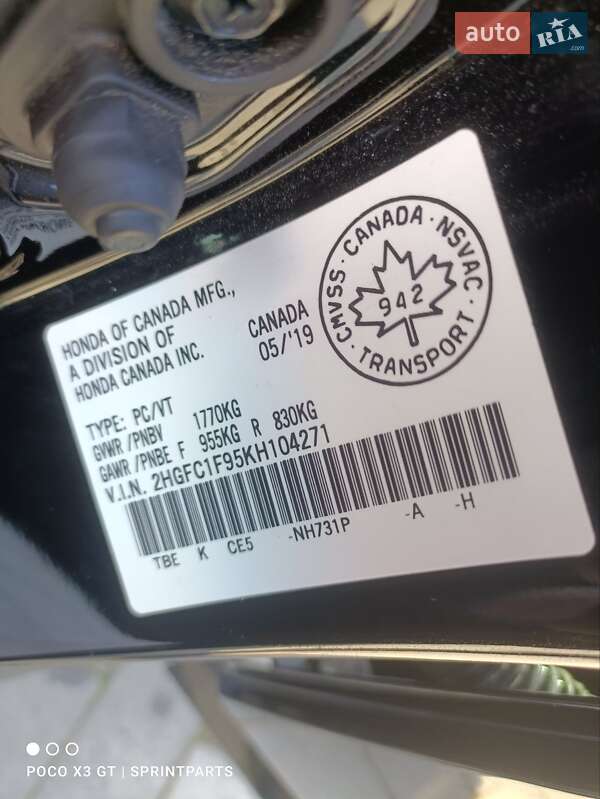 auto RIA.com
HONDA OF CANADA MFG.,
A DIVISION OF
HONDA CANADA INC.
CANADA
05/'19
CMVSS · CANADA · NSVAC · TRANSPORT ·
942
TYPE: PC/VT
GVWR/PNBV 1770KG
GAWR/PNBE F 955KG R 830KG
V.I.N. 2HGFC1F95KH104271
TBE K CE5 -NH731P -A -H
POCO X3 GT | SPRINTPARTS